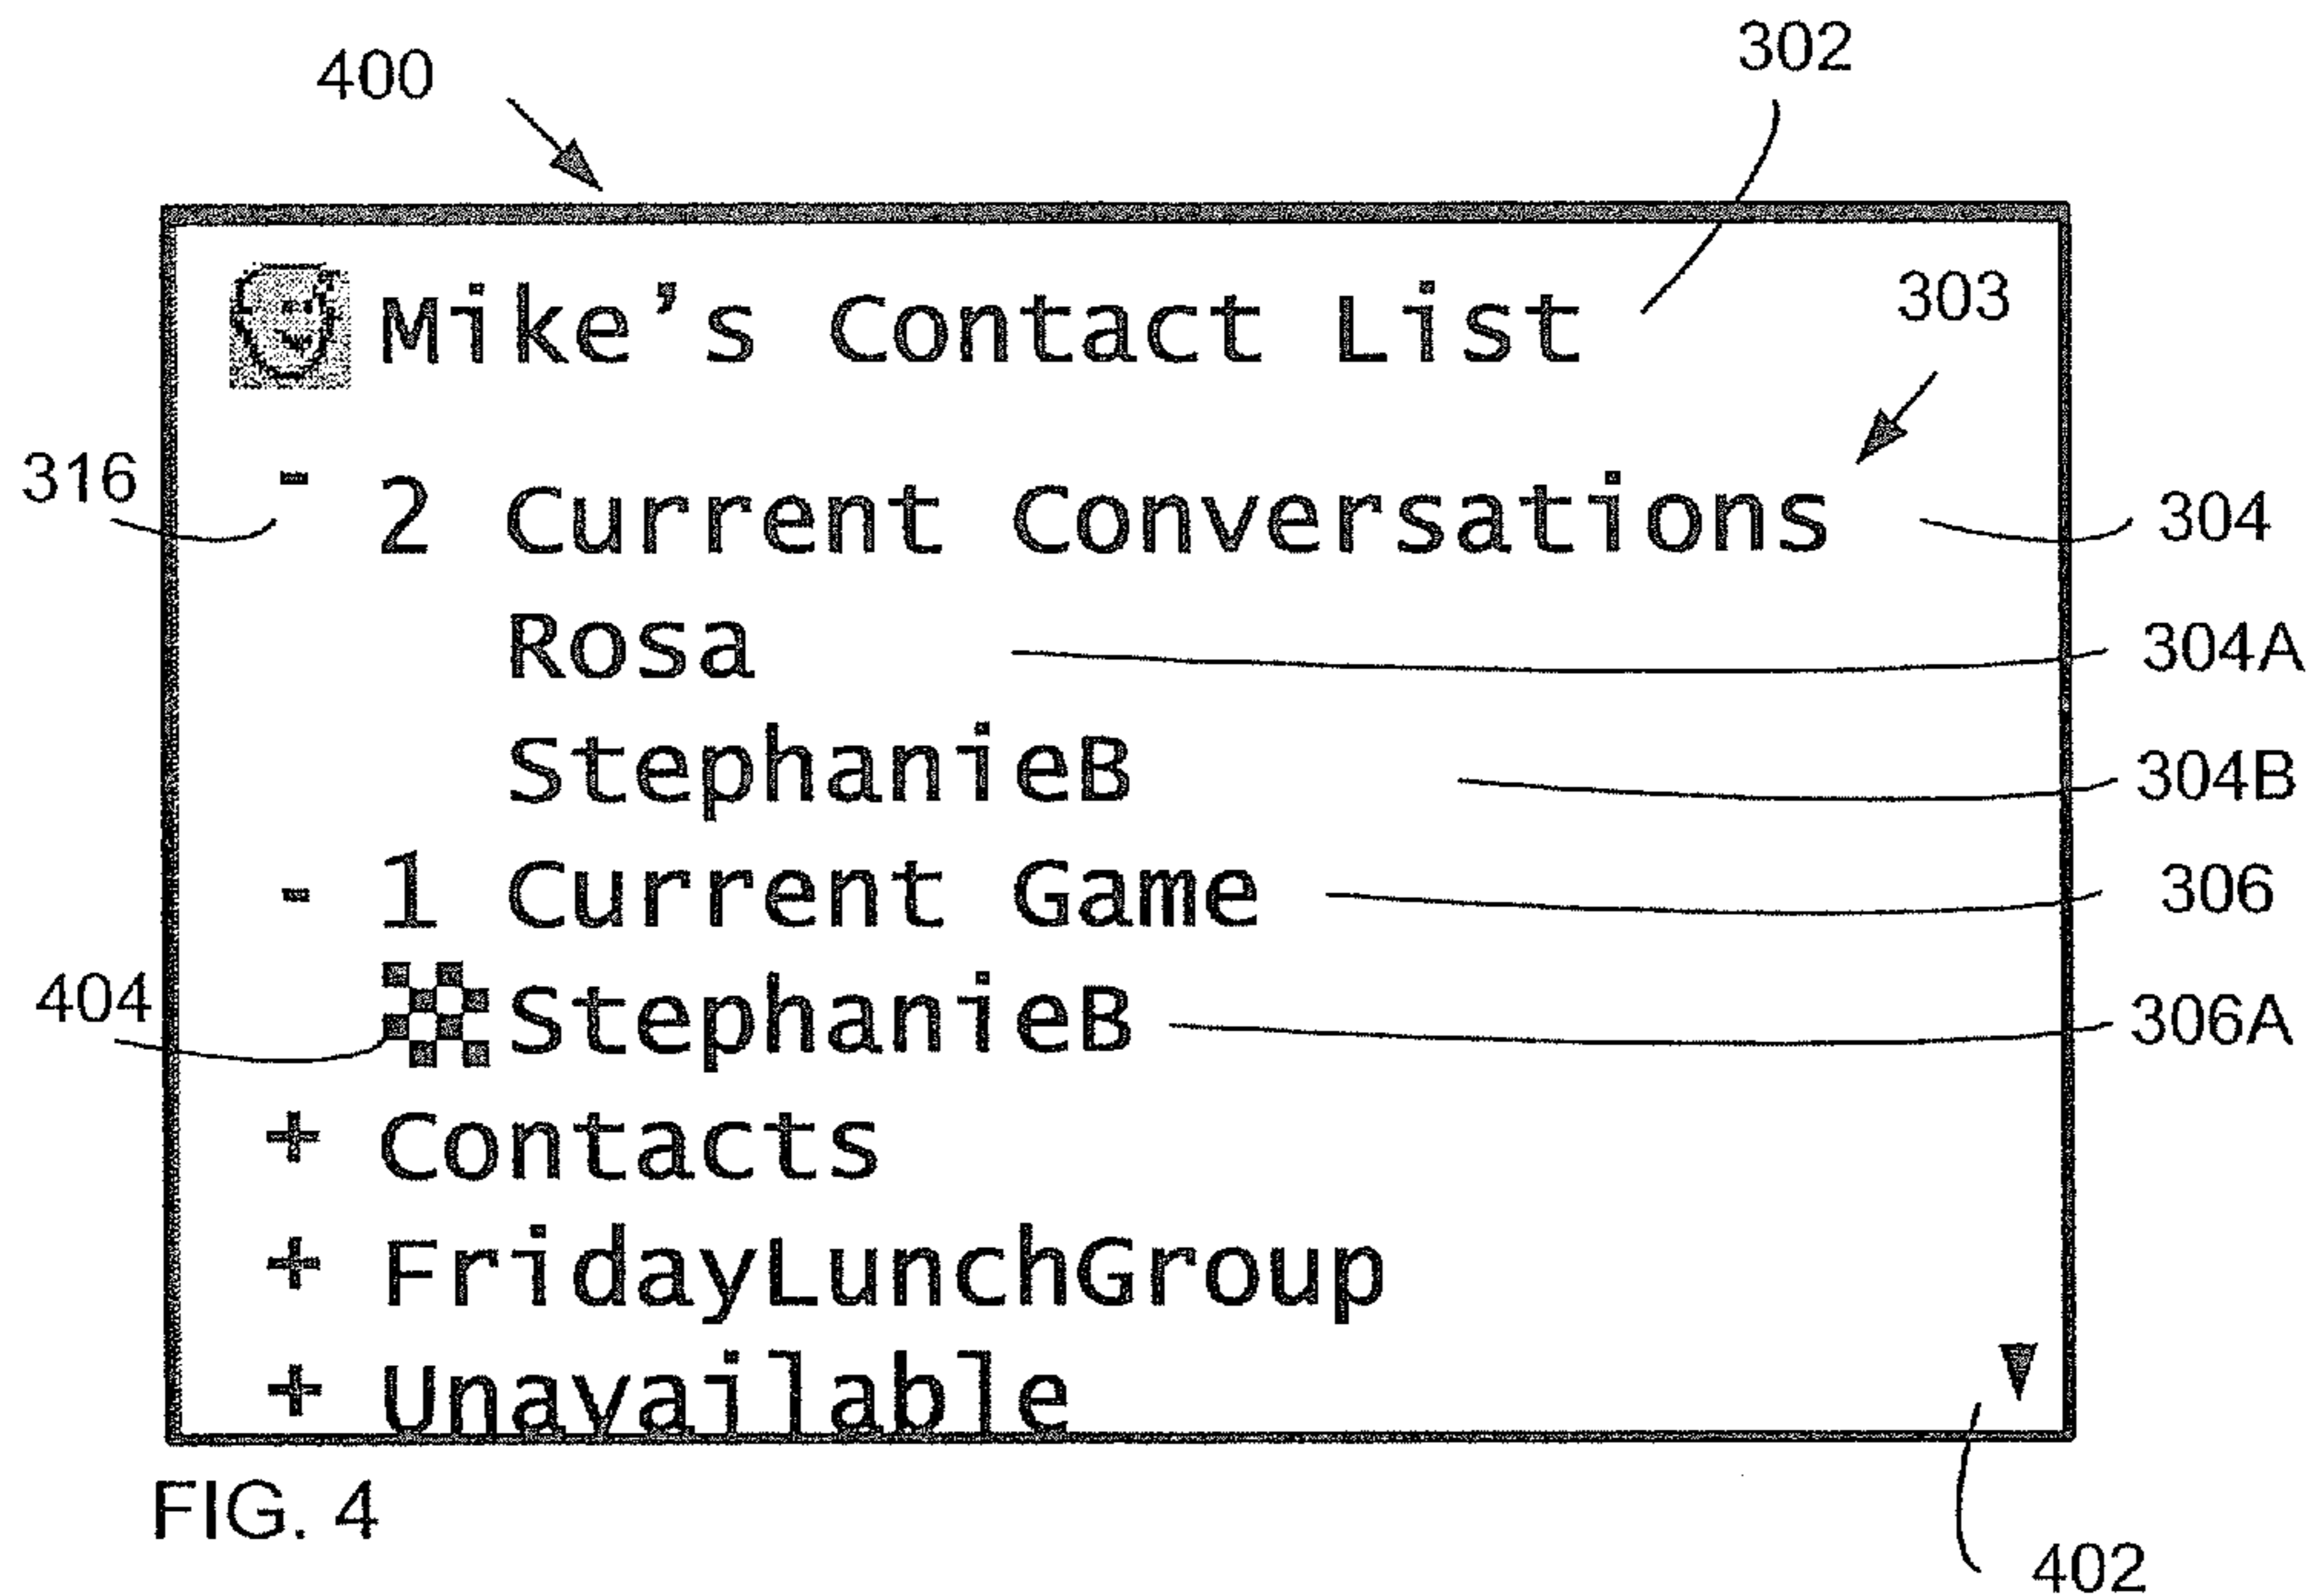 400
302
Mike's Contact List
303
316
- 2 Current Conversations
304
Rosa
304A
StephanieB
304B
- 1 Current Game
306
404
StephanieB
306A
+ Contacts
+ FridayLunchGroup
+ Unavailable
FIG. 4
402